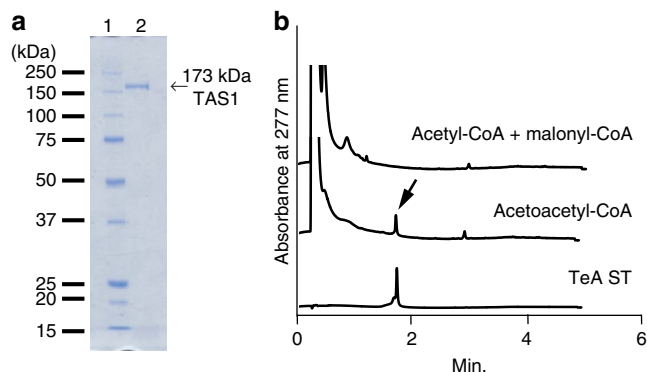 a
1 2
(kDa)
250
150
100
75
50
37
25
20
15
←173 kDa
TAS1
b
Absorbance at 277 nm
Acetyl-CoA + malonyl-CoA
Acetoacetyl-CoA
TeA ST
0 2 4 6
Min.